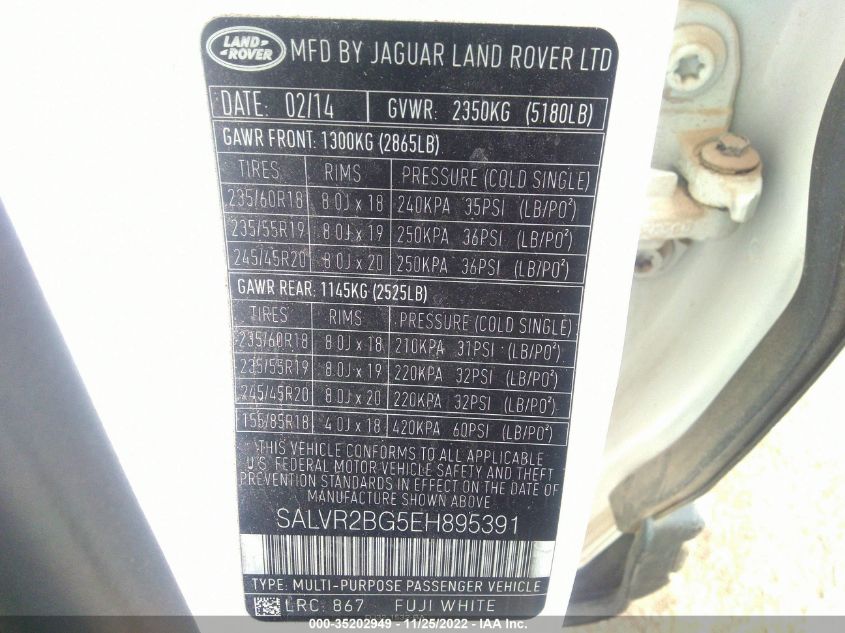 LAND ROVER MFD BY JAGUAR LAND ROVER LTD
DATE: 02/14 GVWR: 2350KG (5180LB)
GAWR FRONT: 1300KG (2865LB)
TIRES RIMS PRESSURE (COLD SINGLE)
235/60R18 8.0J x 18 240KPA 35PSI (LB/PO²)
235/55R19 8.0J x 19 250KPA 36PSI (LB/PO²)
245/45R20 8.0J x 20 250KPA 36PSI (LB/PO²)
GAWR REAR: 1145KG (2525LB)
TIRES RIMS PRESSURE (COLD SINGLE)
235/60R18 8.0J x 18 210KPA 31PSI (LB/PO²)
235/55R19 8.0J x 19 220KPA 32PSI (LB/PO²)
245/45R20 8.0J x 20 220KPA 32PSI (LB/PO²)
155/85R18 4.0J x 18 420KPA 60PSI (LB/PO²)
THIS VEHICLE CONFORMS TO ALL APPLICABLE
U.S. FEDERAL MOTOR VEHICLE SAFETY AND THEFT
PREVENTION STANDARDS IN EFFECT ON THE DATE
OF MANUFACTURE SHOWN ABOVE
SALVR2BG5EH895391
TYPE: MULTI-PURPOSE PASSENGER VEHICLE
LRC: 867 FUJI WHITE
000-35202949 - 11/25/2022 - IAA Inc.